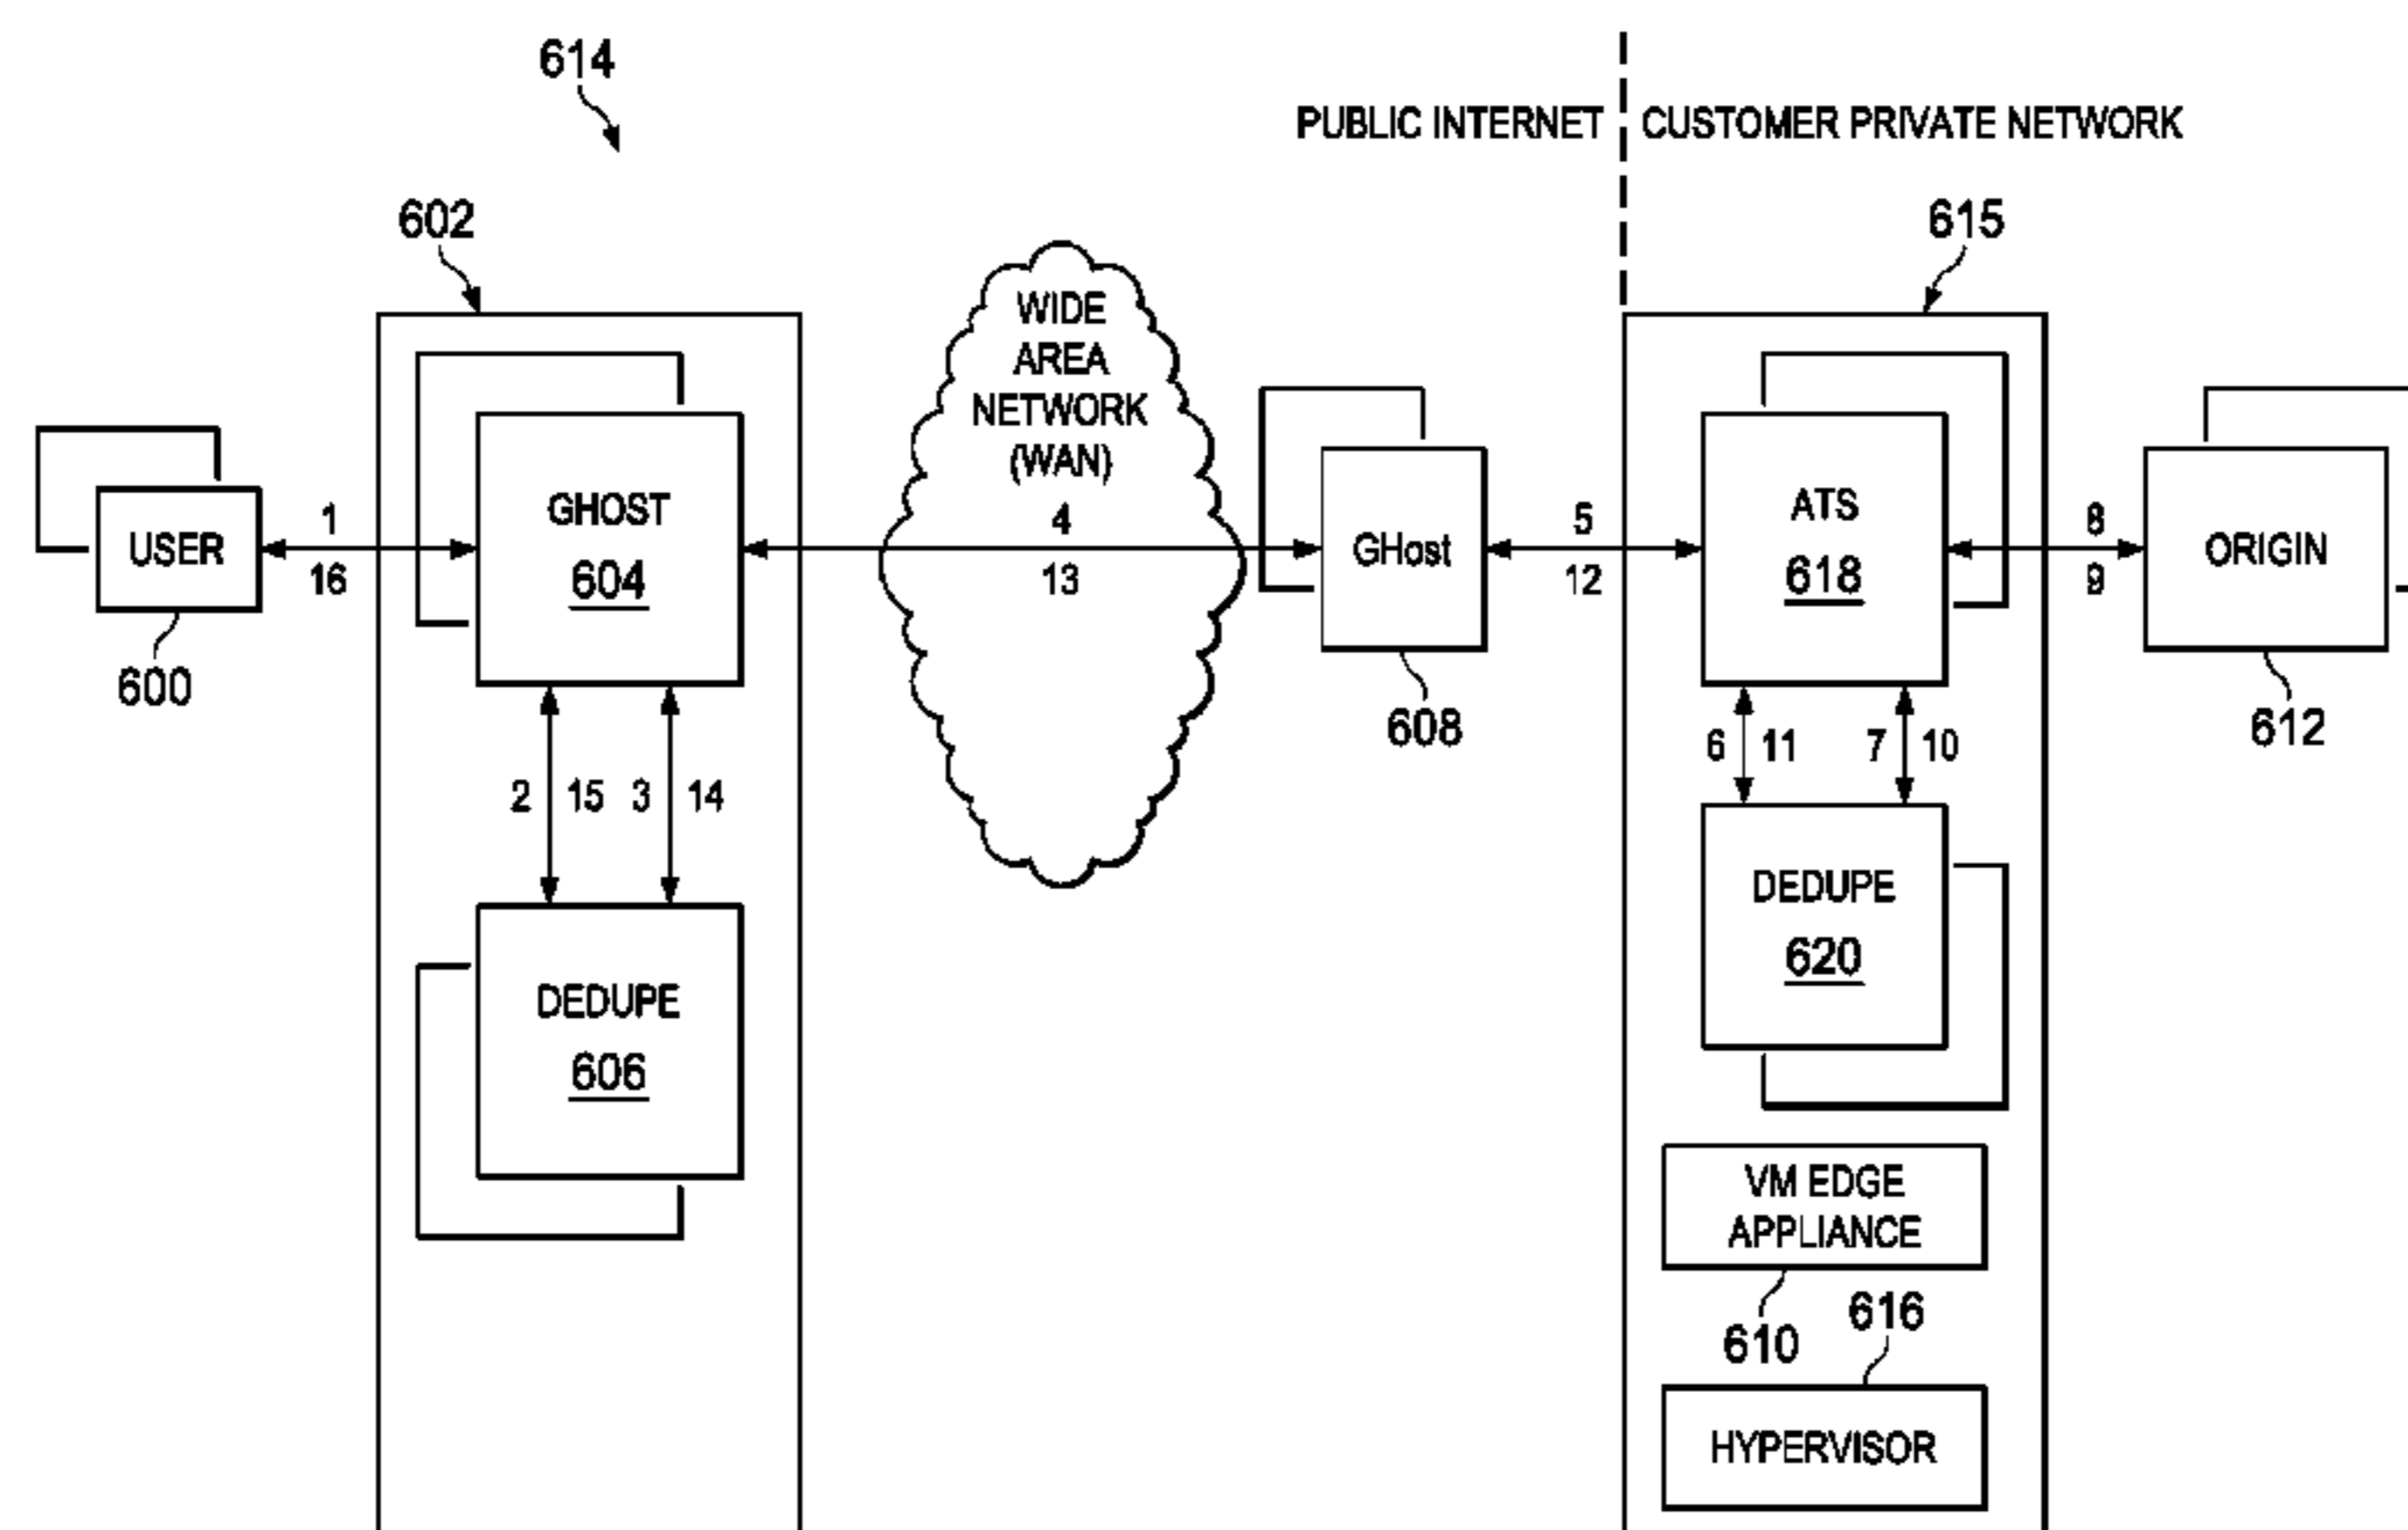 614
PUBLIC INTERNET
CUSTOMER PRIVATE NETWORK
602
615
WIDE
AREA
NETWORK
(WAN)
USER
600
1
16
GHOST
604
4
13
GHost
608
5
12
ATS
618
8
9
ORIGIN
612
2
15
3
14
6
11
7
10
DEDUPE
606
DEDUPE
620
VM EDGE
APPLIANCE
610
616
HYPERVISOR